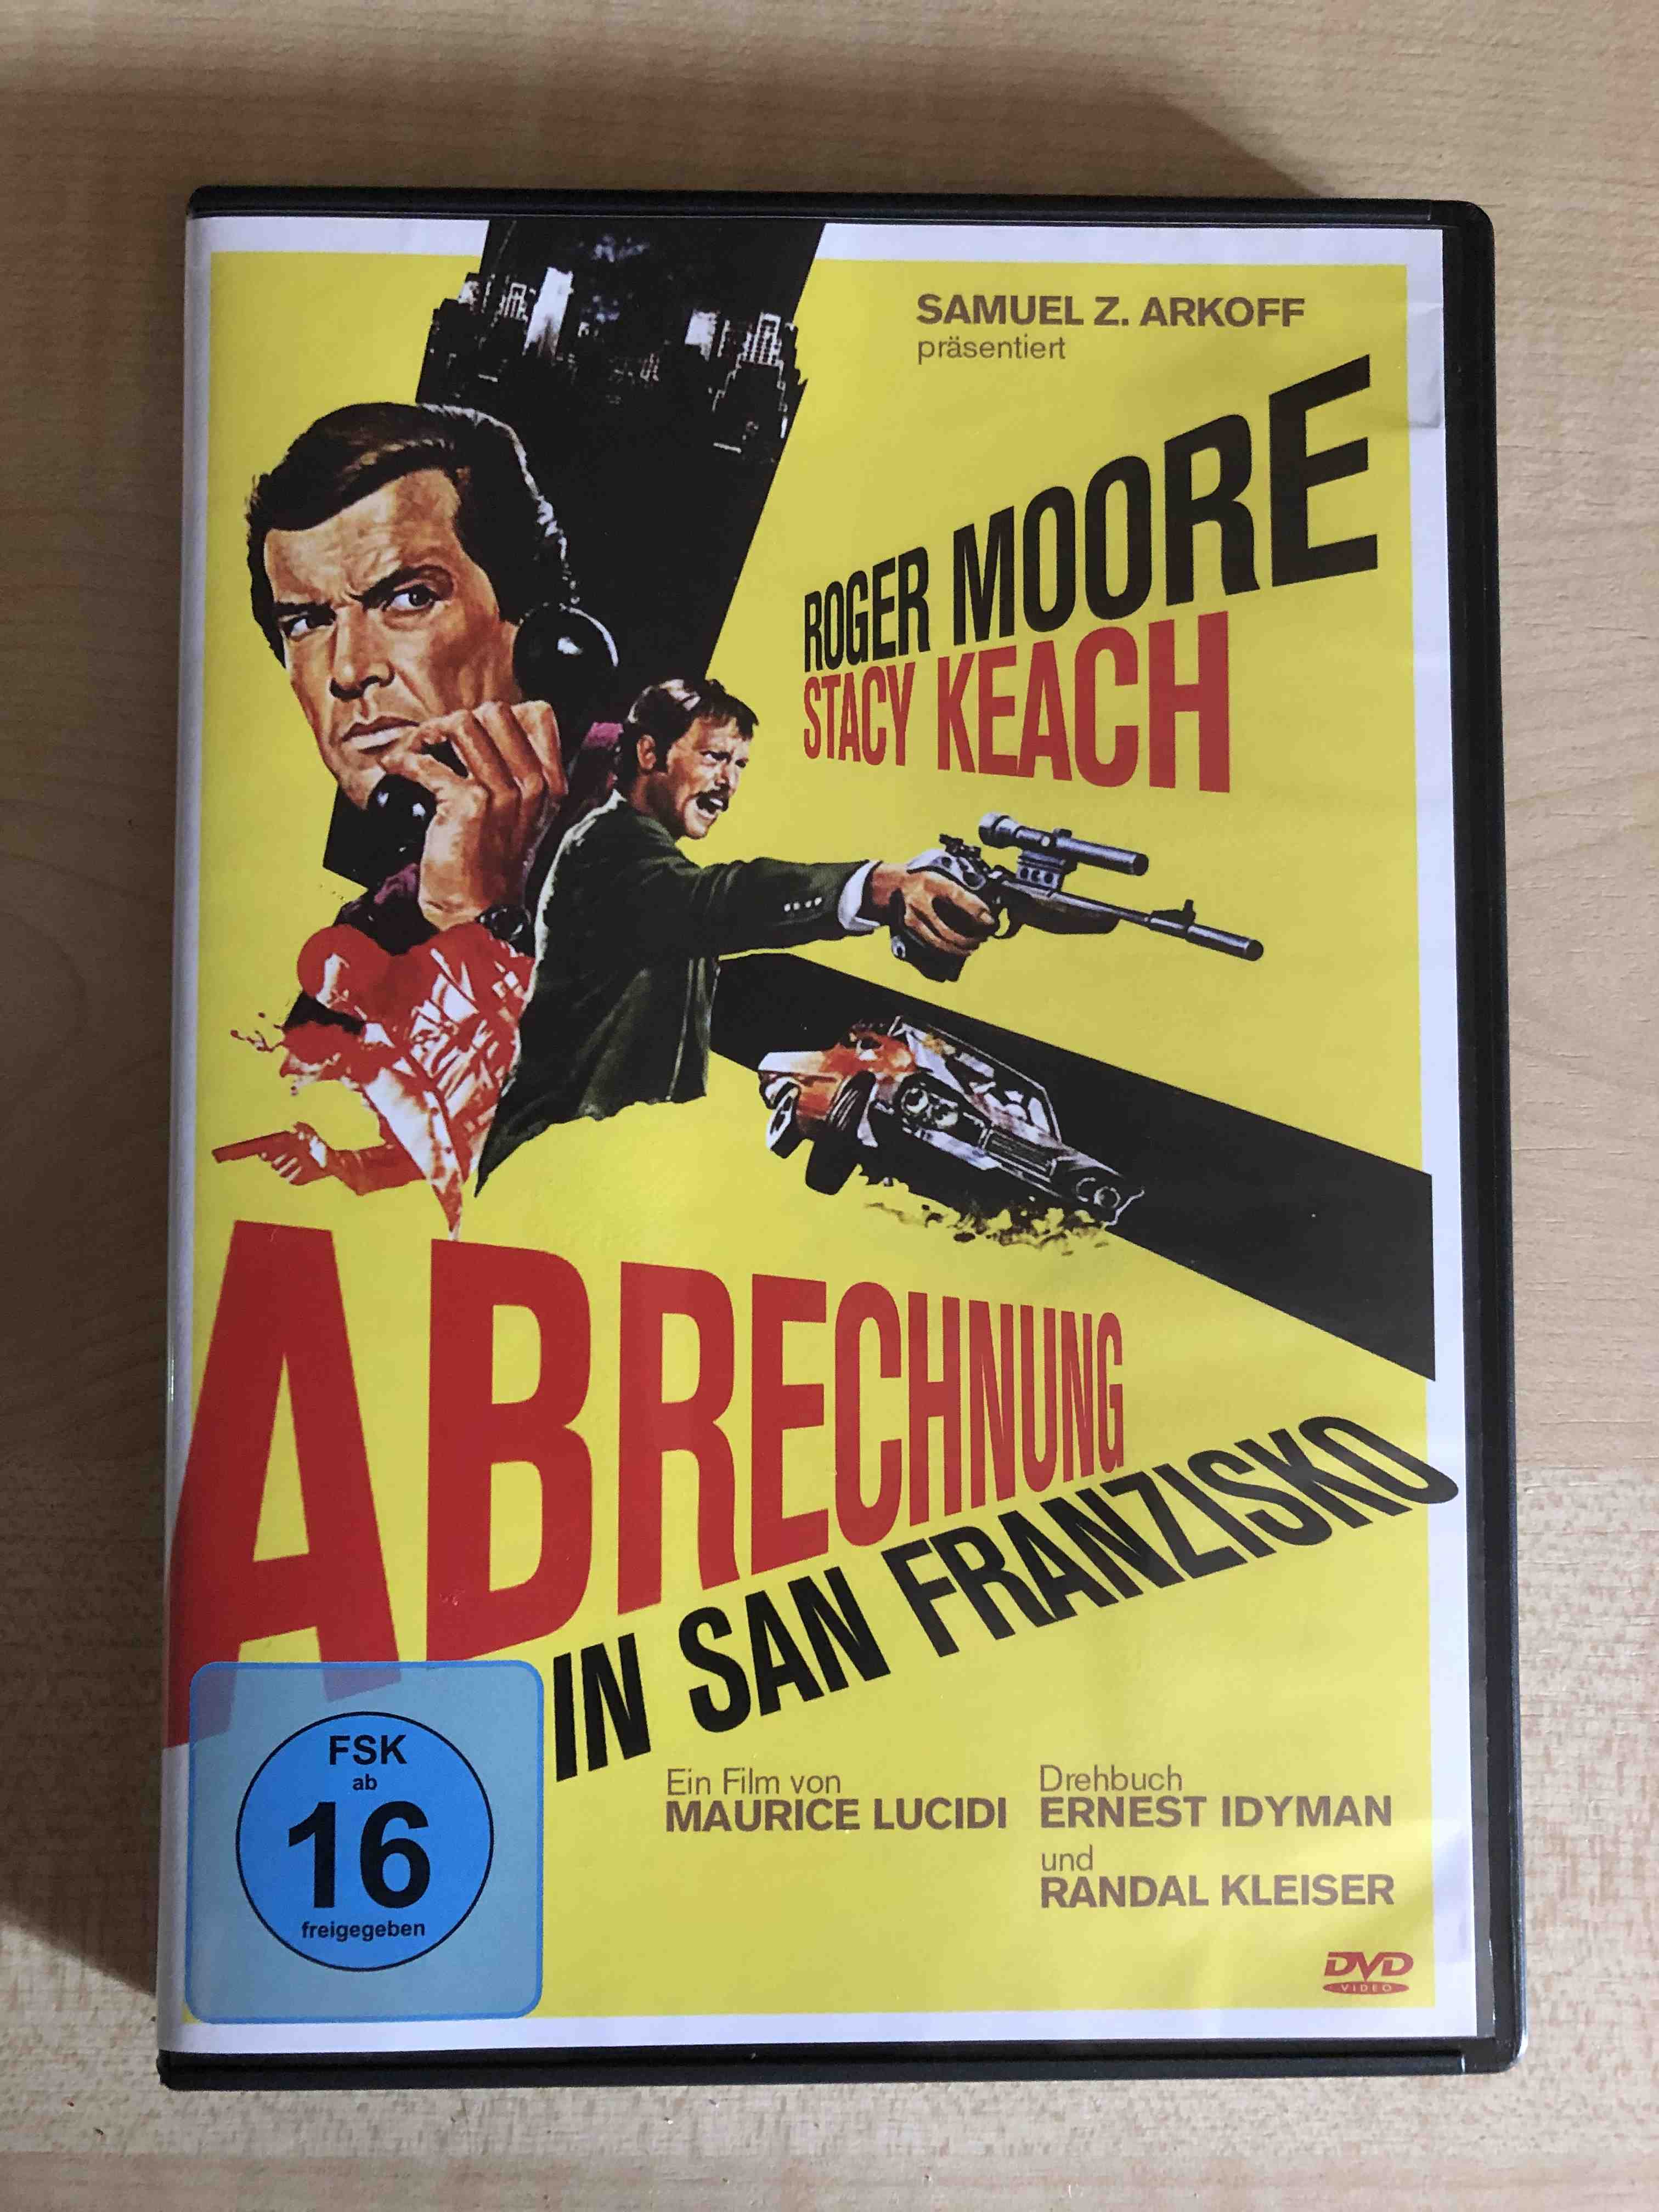 SAMUEL Z. ARKOFF
präsentiert
ROGER MOORE
STACY KEACH
ABRECHNUNG
IN SAN FRANZISKO
FSK
ab
16
freigegeben
Ein Film von
MAURICE LUCIDI
Drehbuch
ERNEST IDYMAN
und
RANDAL KLEISER
DVD
VIDEO